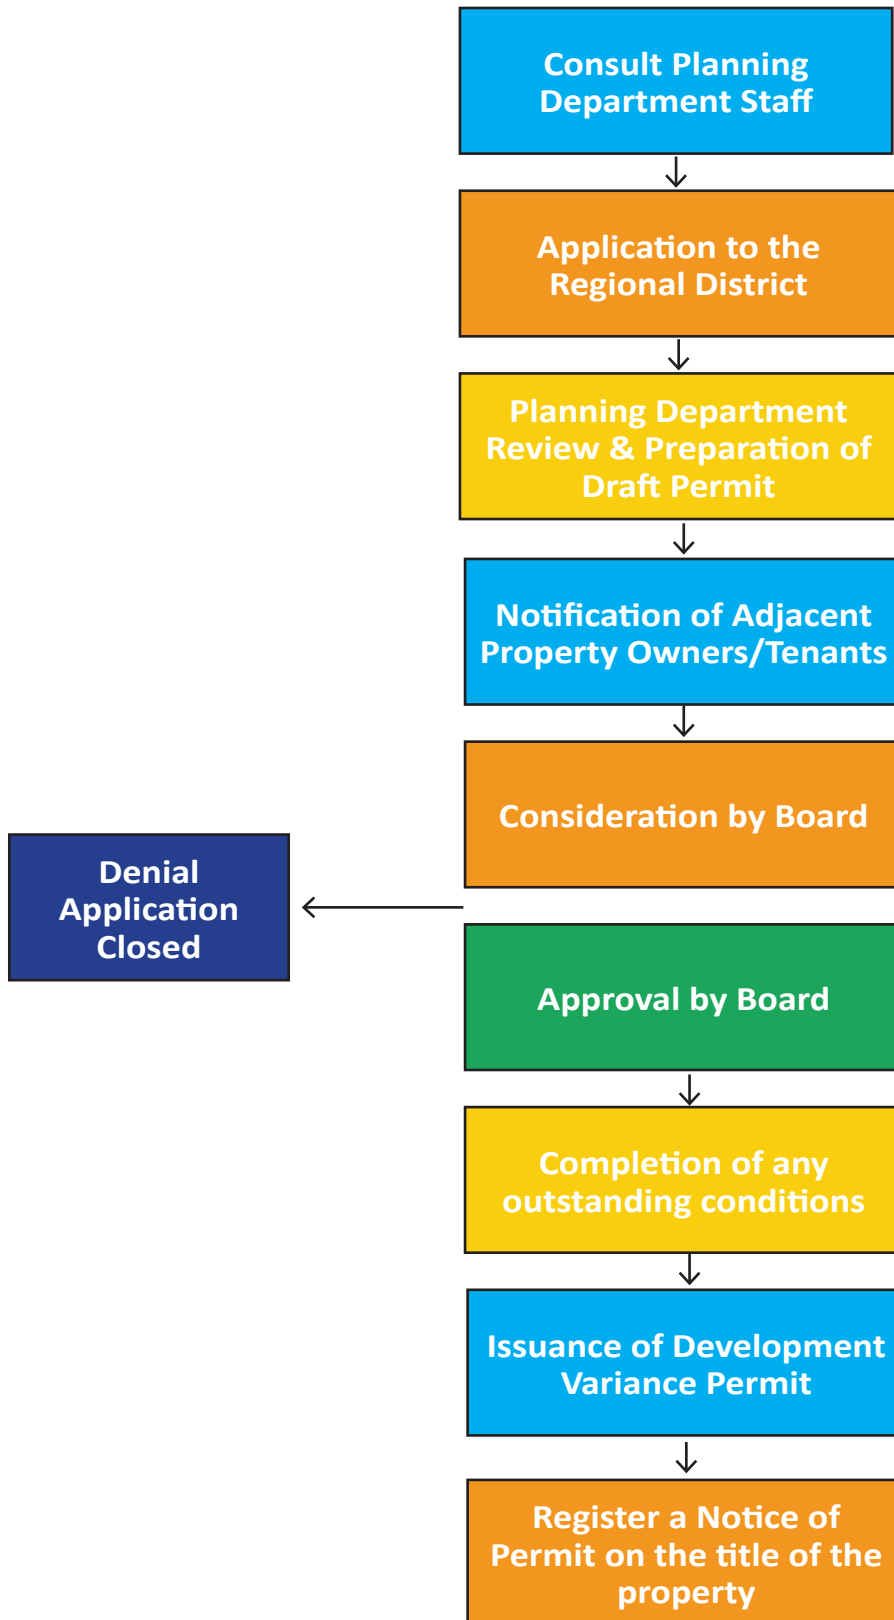 Consult Planning
Department Staff
Application to the
Regional District
Planning Department
Review & Preparation of
Draft Permit
Notification of Adjacent
Property Owners/Tenants
Consideration by Board
Denial
Application
Closed
Approval by Board
Completion of any
outstanding conditions
Issuance of Development
Variance Permit
Register a Notice of
Permit on the title of the
property